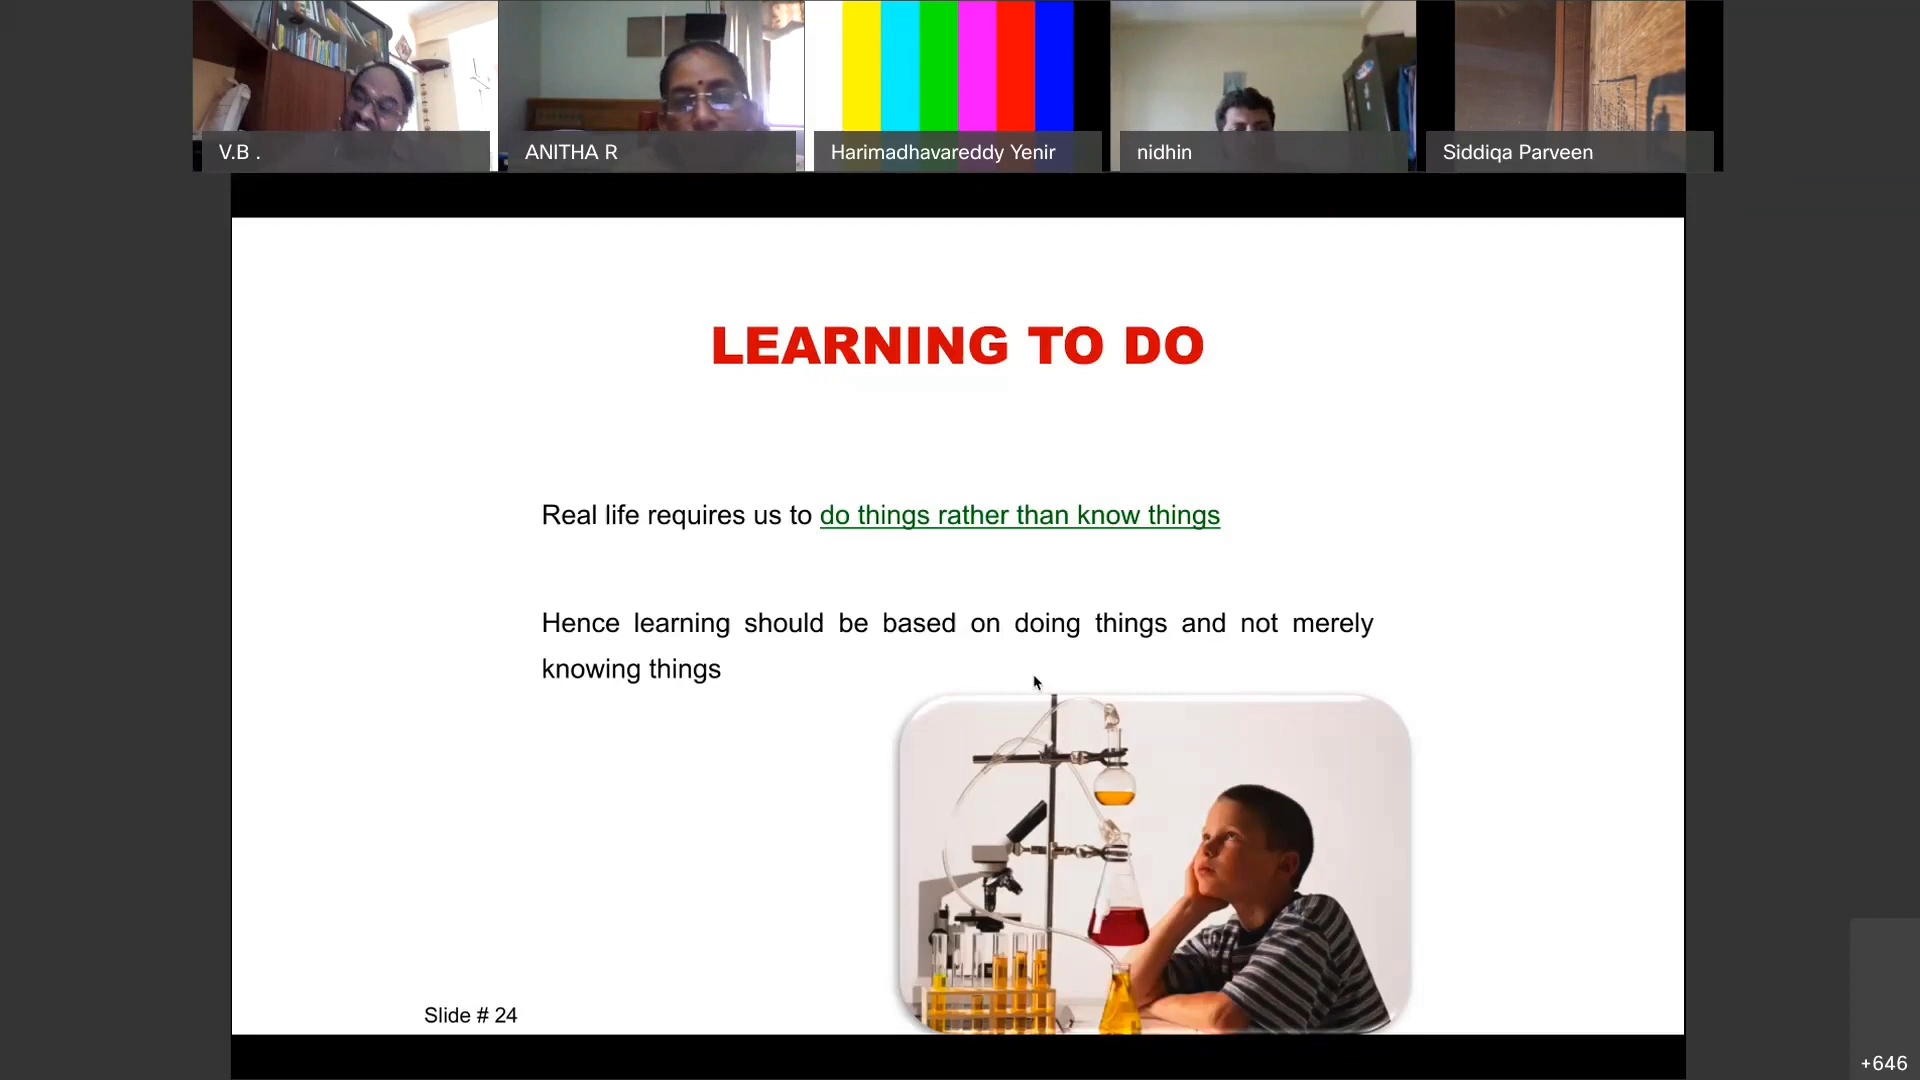 V.B .
ANITHA R
Harimadhavareddy Yenir
nidhin
Siddiqa Parveen
LEARNING TO DO
Real life requires us to do things rather than know things
Hence learning should be based on doing things and not merely
knowing things
Slide # 24
+646